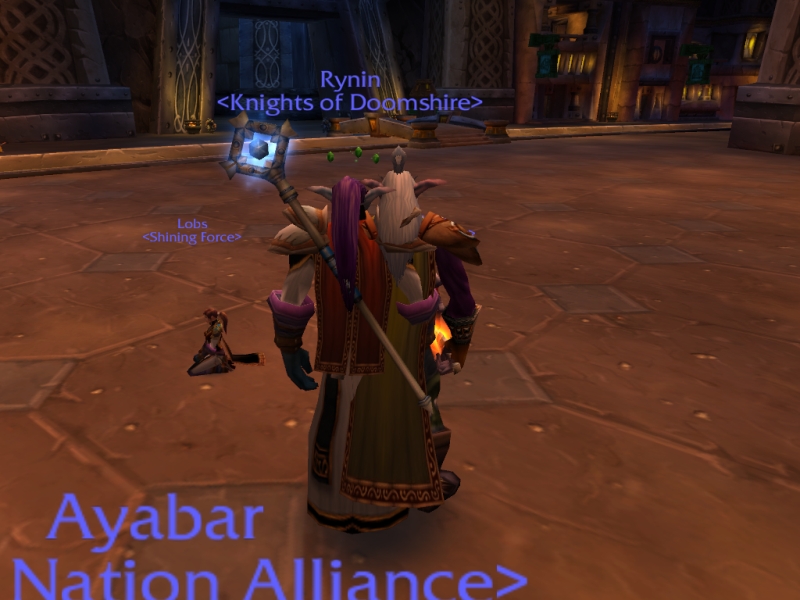 Rynin
<Knights of Doomshire>
Lobs
<Shining Force>
Ayabar
Nation Alliance>